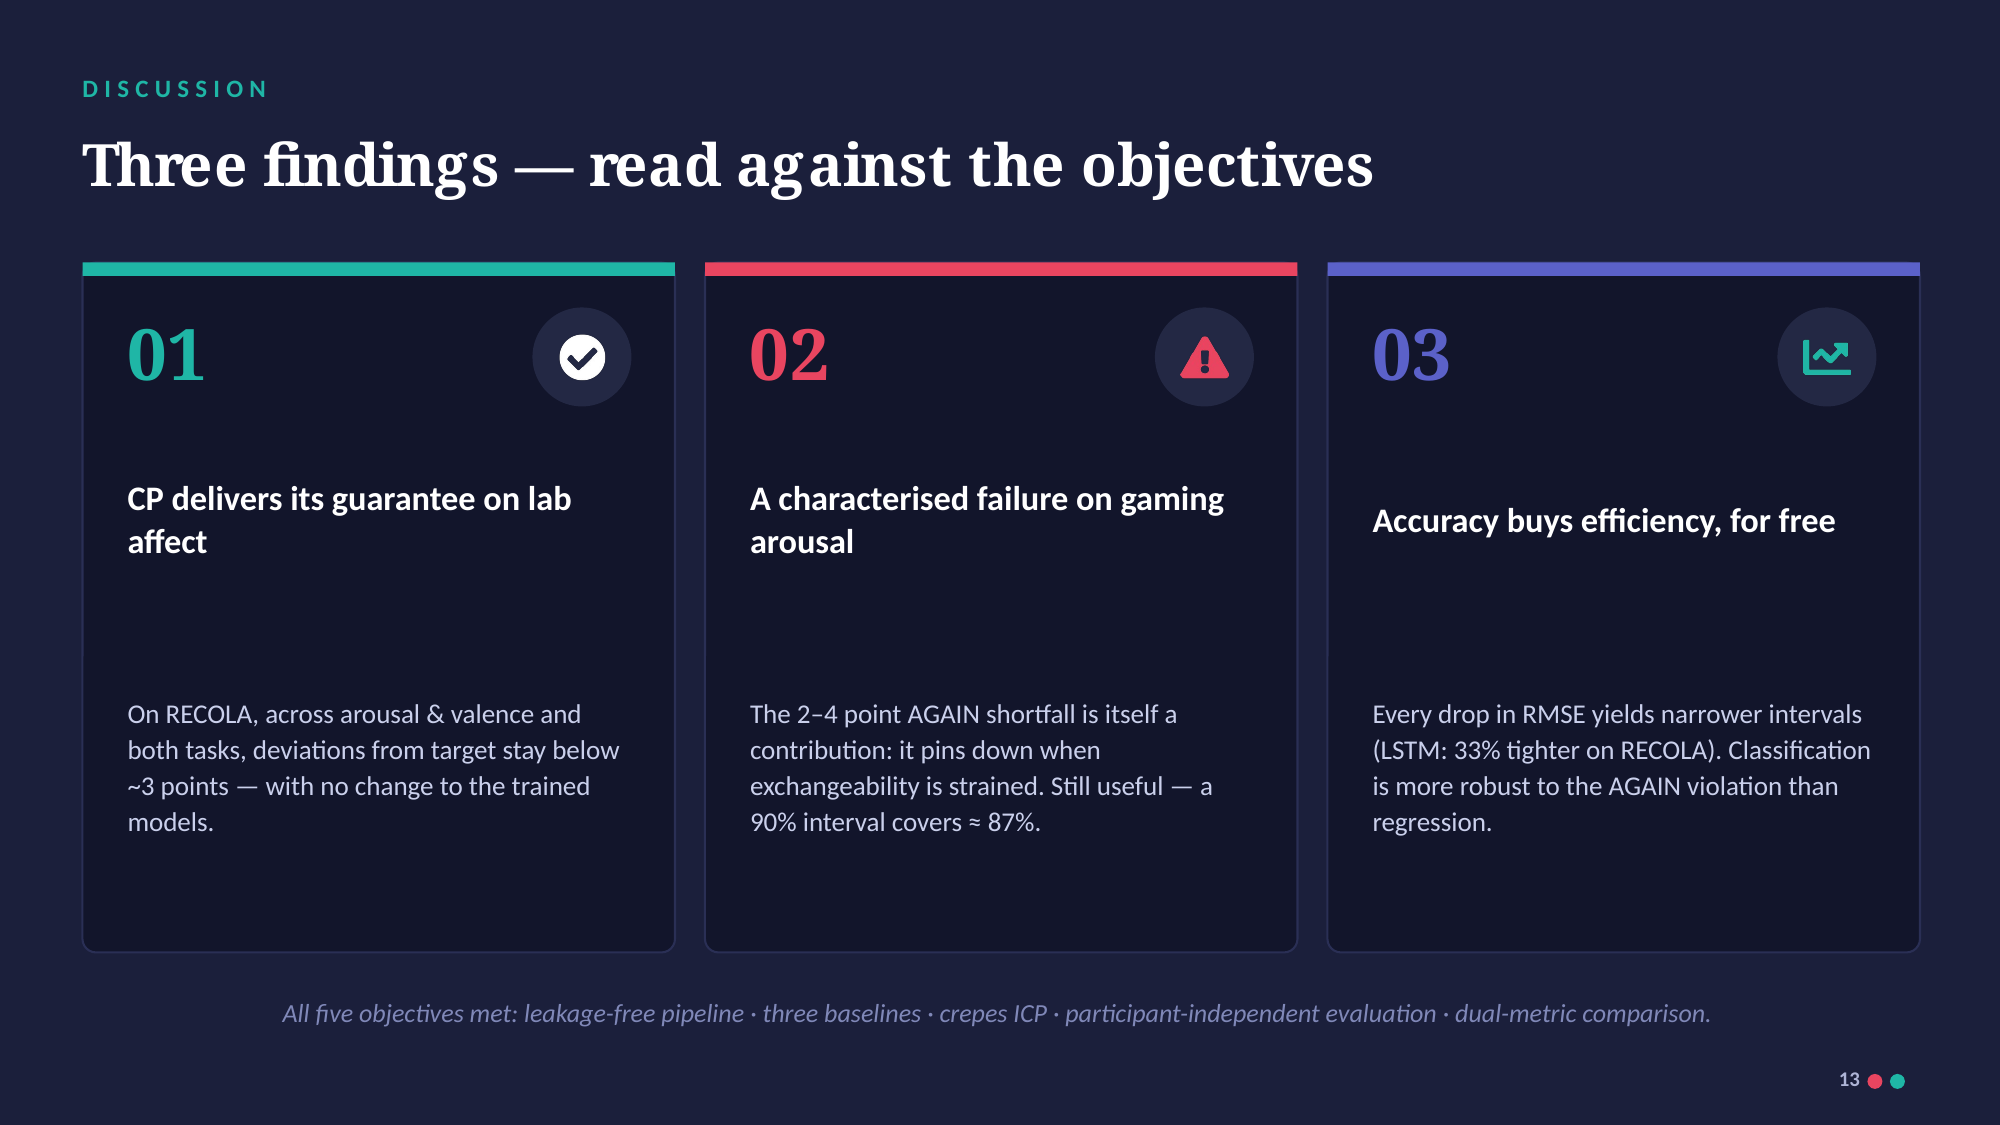 DISCUSSION
Three findings — read against the objectives
01
CP delivers its guarantee on lab
affect
On RECOLA, across arousal & valence and
both tasks, deviations from target stay below
~3 points — with no change to the trained
models.
02
A characterised failure on gaming
arousal
The 2–4 point AGAIN shortfall is itself a
contribution: it pins down when
exchangeability is strained. Still useful — a
90% interval covers ≈ 87%.
03
Accuracy buys efficiency, for free
Every drop in RMSE yields narrower intervals
(LSTM: 33% tighter on RECOLA). Classification
is more robust to the AGAIN violation than
regression.
All five objectives met: leakage-free pipeline · three baselines · crepes ICP · participant-independent evaluation · dual-metric comparison.
13